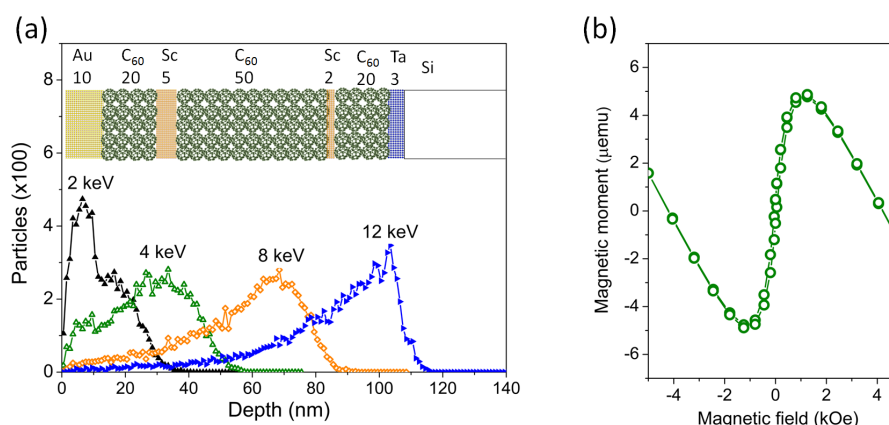 (a)
Au C60 Sc C60 Sc C60 Ta Si
10 20 5 50 2 20 3
2 keV
4 keV
8 keV
12 keV
Particles (x100)
8
6
4
2
0
0 20 40 60 80 100 120 140
Depth (nm)
(b)
Magnetic moment (μemu)
6
4
2
0
-2
-4
-6
-4 -2 0 2 4
Magnetic field (kOe)